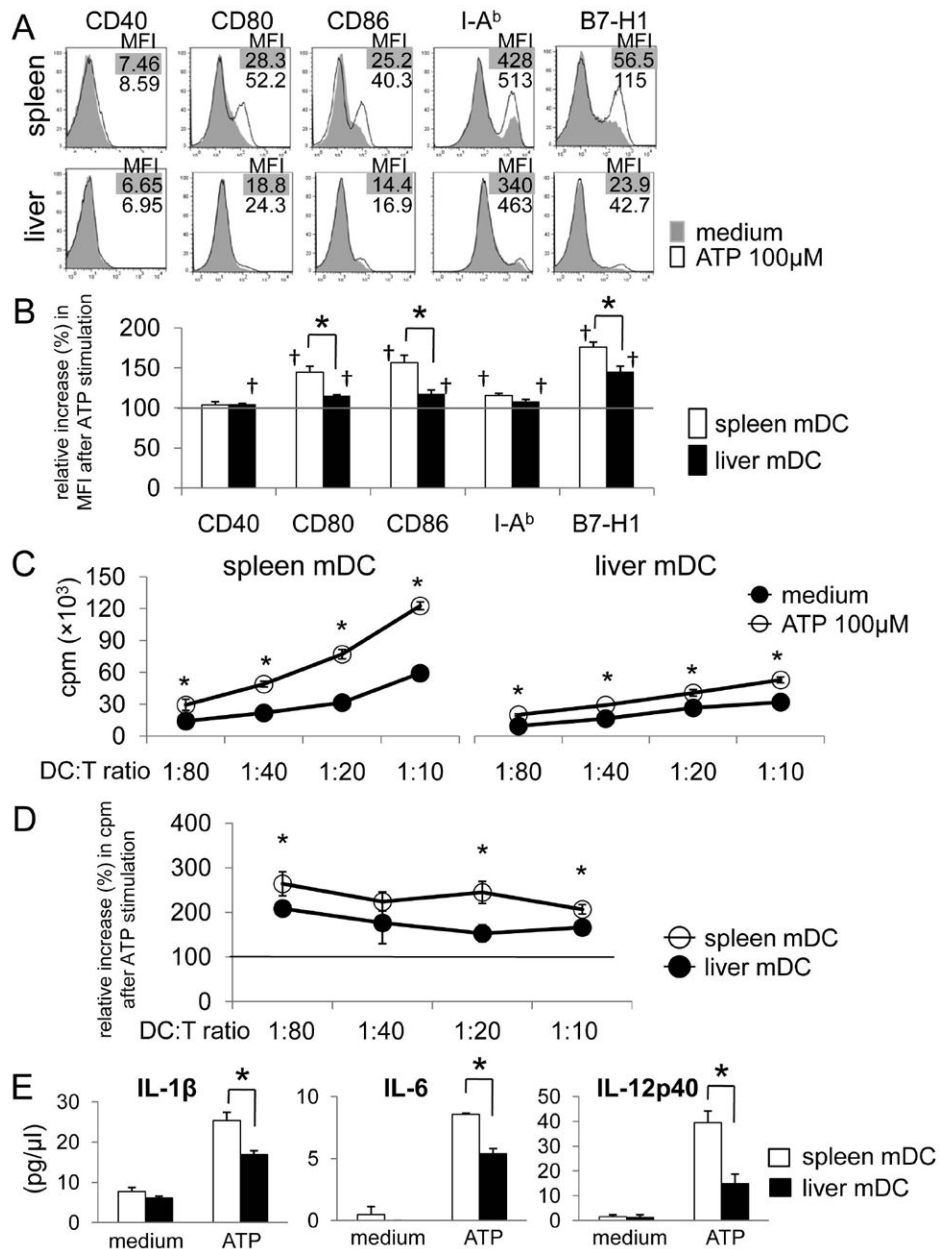 A
CD40 CD80 CD86 I-Aᵇ B7-H1
spleen
MFI MFI MFI MFI MFI
7.46 28.3 25.2 428 56.5
8.59 52.2 40.3 513 115
liver
MFI MFI MFI MFI MFI
6.65 18.8 14.4 340 23.9
6.95 24.3 16.9 463 42.7
medium
ATP 100µM
B
relative increase (%) in
MFI after ATP stimulation
200
150
100
50
0
* * *
† † † † † † † † †
CD40 CD80 CD86 I-Aᵇ B7-H1
spleen mDC
liver mDC
C
spleen mDC liver mDC
cpm (×10³)
150
120
90
60
30
0
* * * * * * * *
medium
ATP 100µM
DC:T ratio 1:80 1:40 1:20 1:10 1:80 1:40 1:20 1:10
D
relative increase (%) in cpm
after ATP stimulation
400
300
200
100
0
* * *
spleen mDC
liver mDC
DC:T ratio 1:80 1:40 1:20 1:10
E
(pg/µl)
IL-1β
*
30
20
10
0
medium ATP
IL-6
*
10
5
0
medium ATP
IL-12p40
*
50
40
30
20
10
0
medium ATP
spleen mDC
liver mDC